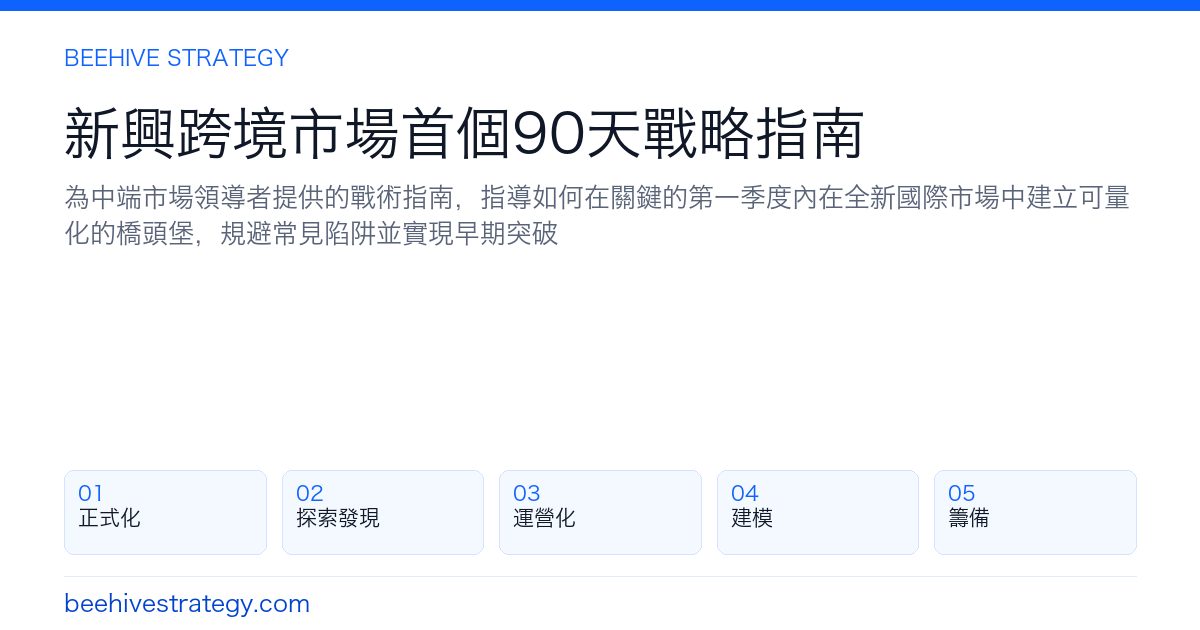 BEEHIVE STRATEGY
新興跨境市場首個90天戰略指南
為中端市場領導者提供的戰術指南，指導如何在關鍵的第一季度內在全新國際市場中建立可量
化的橋頭堡，規避常見陷阱並實現早期突破
01
正式化
02
探索發現
03
運營化
04
建模
05
籌備
beehivestrategy.com